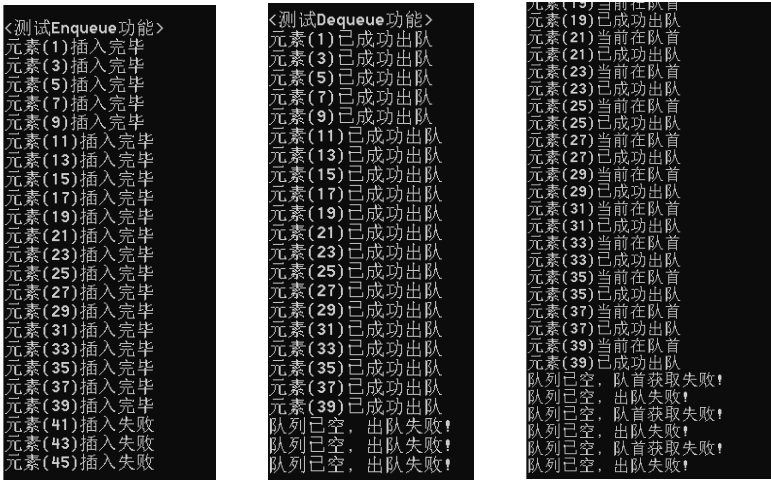 <测试Enqueue功能>
元素(1)插入完毕
元素(3)插入完毕
元素(5)插入完毕
元素(7)插入完毕
元素(9)插入完毕
元素(11)插入完毕
元素(13)插入完毕
元素(15)插入完毕
元素(17)插入完毕
元素(19)插入完毕
元素(21)插入完毕
元素(23)插入完毕
元素(25)插入完毕
元素(27)插入完毕
元素(29)插入完毕
元素(31)插入完毕
元素(33)插入完毕
元素(35)插入完毕
元素(37)插入完毕
元素(39)插入完毕
元素(41)插入失败
元素(43)插入失败
元素(45)插入失败
<测试Dequeue功能>
元素(1)已成功出队
元素(3)已成功出队
元素(5)已成功出队
元素(7)已成功出队
元素(9)已成功出队
元素(11)已成功出队
元素(13)已成功出队
元素(15)已成功出队
元素(17)已成功出队
元素(19)已成功出队
元素(21)已成功出队
元素(23)已成功出队
元素(25)已成功出队
元素(27)已成功出队
元素(29)已成功出队
元素(31)已成功出队
元素(33)已成功出队
元素(35)已成功出队
元素(37)已成功出队
元素(39)已成功出队
队列已空，出队失败!
队列已空，出队失败!
队列已空，出队失败!
元素(19)当前在队首
元素(19)已成功出队
元素(21)当前在队首
元素(21)已成功出队
元素(23)当前在队首
元素(23)已成功出队
元素(25)当前在队首
元素(25)已成功出队
元素(27)当前在队首
元素(27)已成功出队
元素(29)当前在队首
元素(29)已成功出队
元素(31)当前在队首
元素(31)已成功出队
元素(33)当前在队首
元素(33)已成功出队
元素(35)当前在队首
元素(35)已成功出队
元素(37)当前在队首
元素(37)已成功出队
元素(39)当前在队首
元素(39)已成功出队
队列已空，队首获取失败!
队列已空，出队失败!
队列已空，队首获取失败!
队列已空，出队失败!
队列已空，队首获取失败!
队列已空，出队失败!